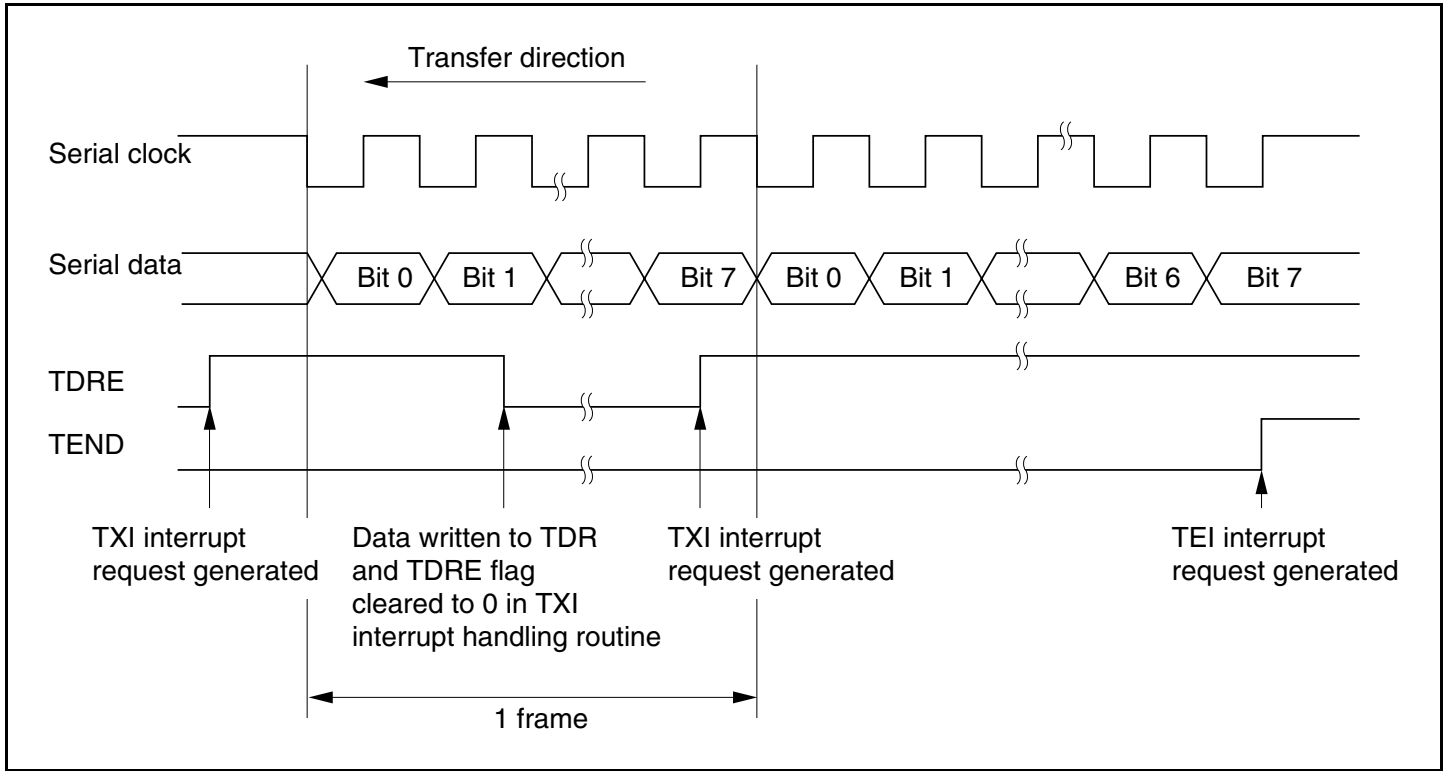 Transfer direction
Serial clock
Serial data
Bit 0
Bit 1
Bit 7
Bit 0
Bit 1
Bit 6
Bit 7
TDRE
TEND
TXI interrupt
request generated
Data written to TDR
and TDRE flag
cleared to 0 in TXI
interrupt handling routine
TXI interrupt
request generated
TEI interrupt
request generated
1 frame